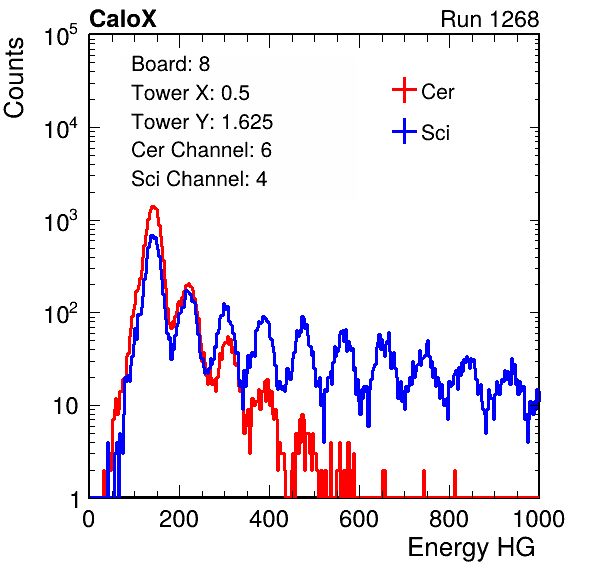 CaloX Run 1268
Counts
Board: 8
Tower X: 0.5
Tower Y: 1.625
Cer Channel: 6
Sci Channel: 4
Cer
Sci
10^5
10^4
10^3
10^2
10
1
0 200 400 600 800 1000
Energy HG